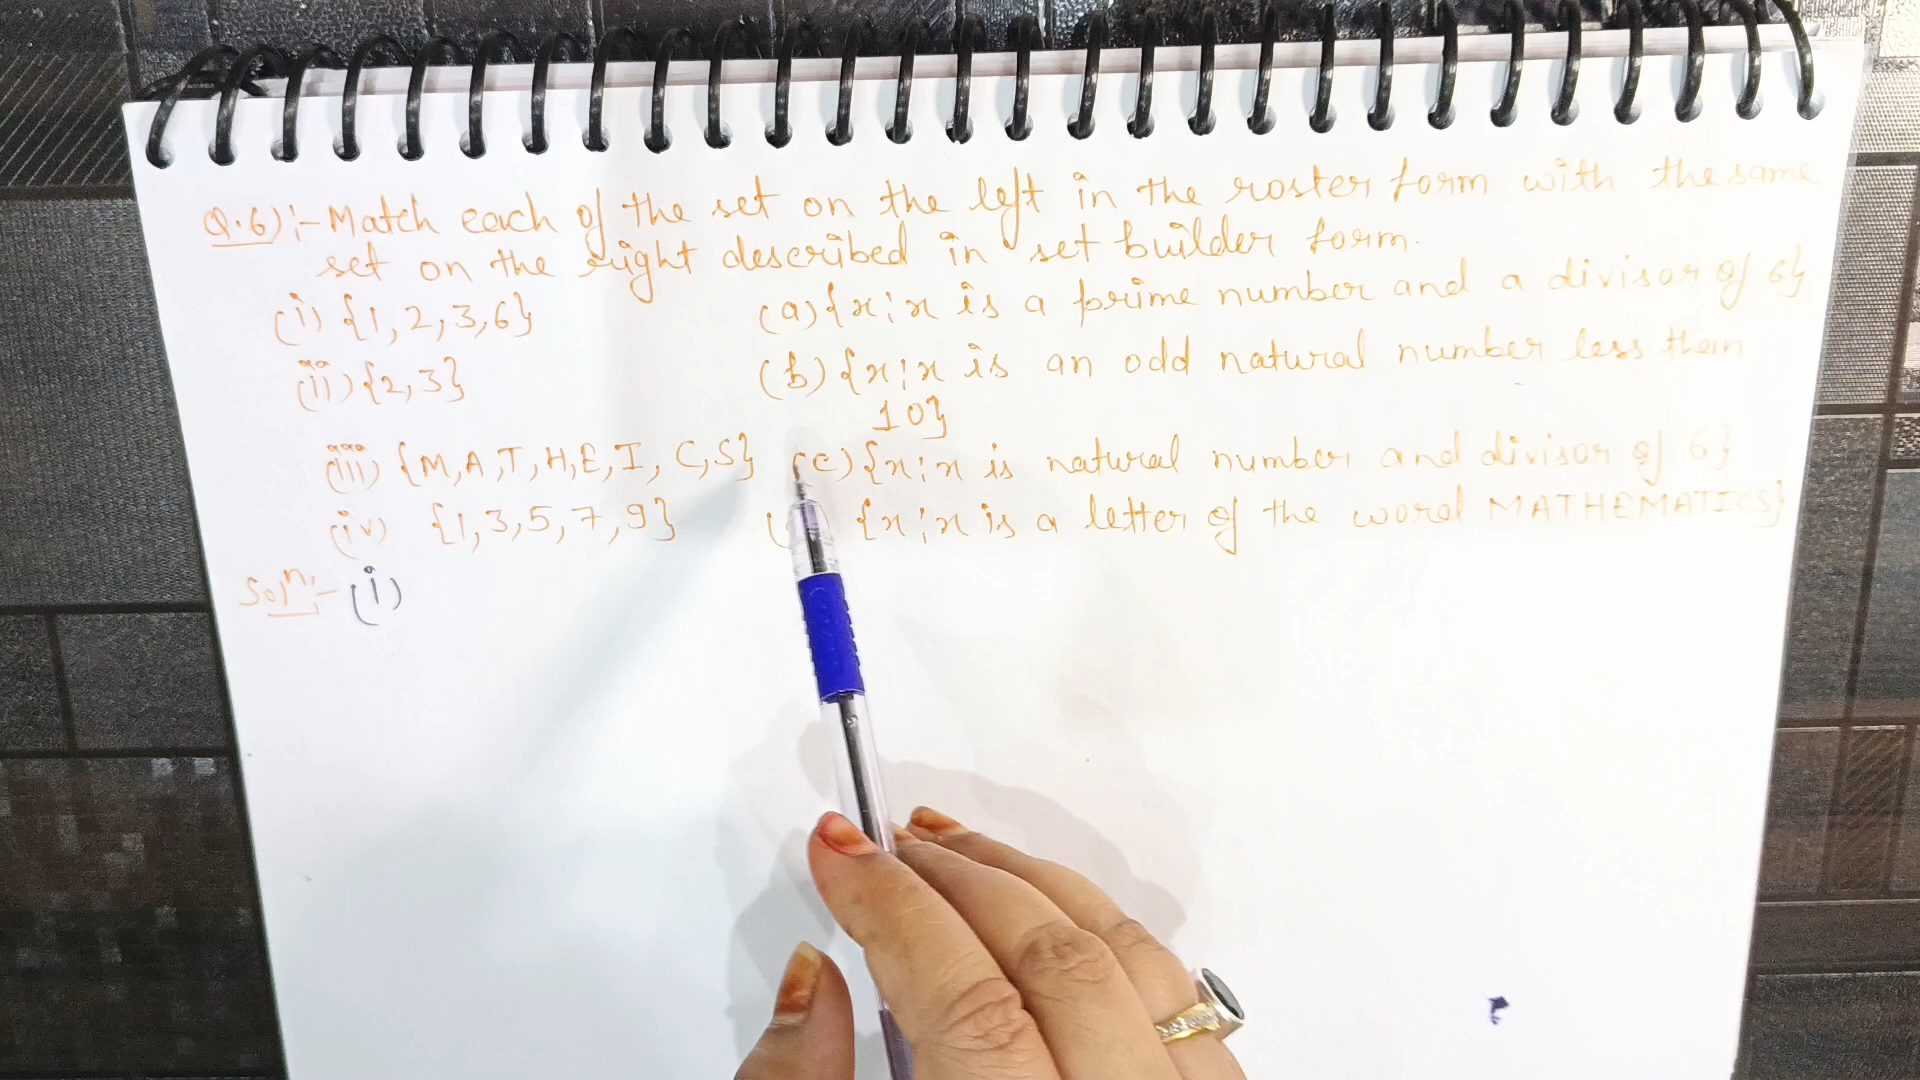 Q.6):- Match each of the set on the left in the roster form with the same
set on the right described in set builder form.
(i) {1,2,3,6} (a) {x:x is a prime number and a divisor of 6}
(ii) {2,3} (b) {x:x is an odd natural number less than
10}
(iii) {M,A,T,H,E,I,C,S} (c) {x:x is natural number and divisor of 6}
(iv) {1,3,5,7,9} {x:x is a letter of the word MATHEMATICS}
Solⁿ:- (i)